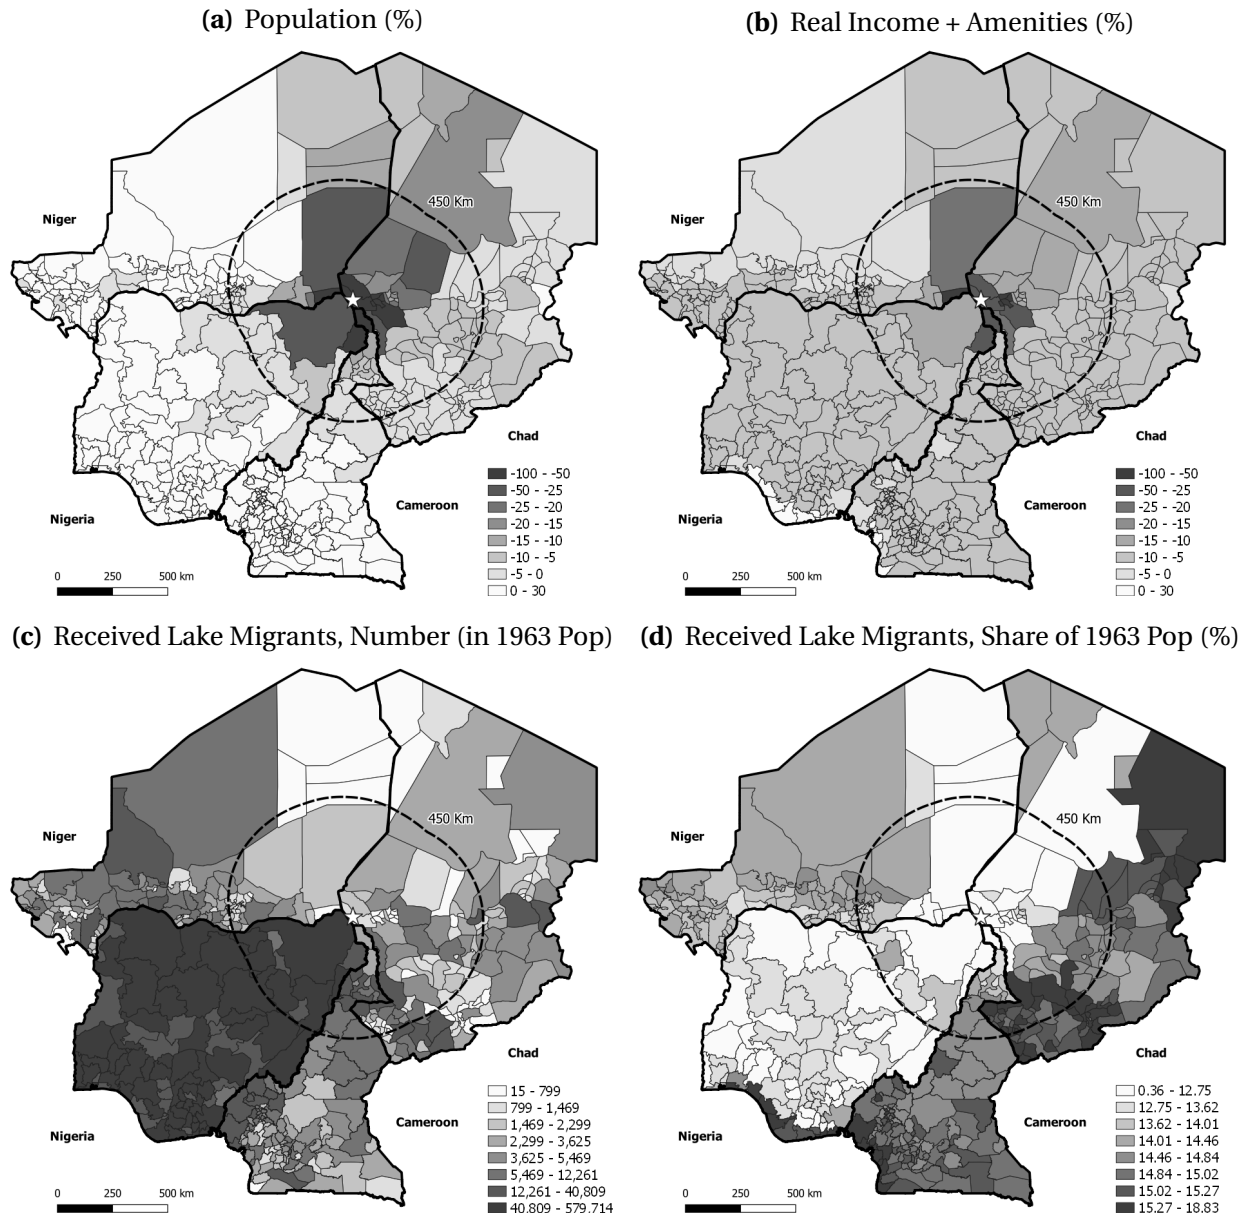 (a) Population (%)
450 Km
Niger
Chad
Cameroon
Nigeria
-100 - -50
-50 - -25
-25 - -20
-20 - -15
-15 - -10
-10 - -5
-5 - 0
0 - 30
0 250 500 km
(b) Real Income + Amenities (%)
450 Km
Niger
Chad
Cameroon
Nigeria
-100 - -50
-50 - -25
-25 - -20
-20 - -15
-15 - -10
-10 - -5
-5 - 0
0 - 30
0 250 500 km
(c) Received Lake Migrants, Number (in 1963 Pop)
450 Km
Niger
Chad
Cameroon
Nigeria
15 - 799
799 - 1,469
1,469 - 2,299
2,299 - 3,625
3,625 - 5,469
5,469 - 12,261
12,261 - 40,809
40,809 - 579,714
0 250 500 km
(d) Received Lake Migrants, Share of 1963 Pop (%)
450 Km
Niger
Chad
Cameroon
Nigeria
0.36 - 12.75
12.75 - 13.62
13.62 - 14.01
14.01 - 14.46
14.46 - 14.84
14.84 - 15.02
15.02 - 15.27
15.27 - 18.83
0 250 500 km